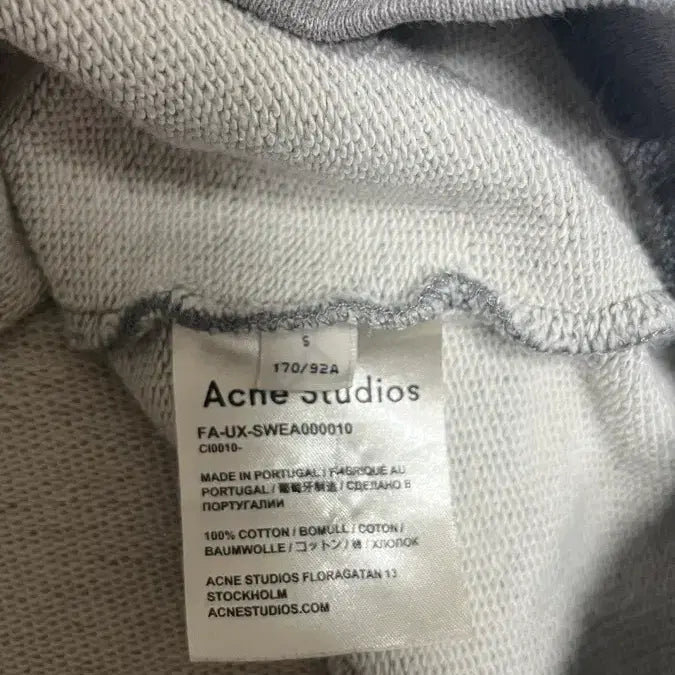 S
170/92A
Acne Studios
FA-UX-SWEA000010
CI0010-
MADE IN PORTUGAL / FABRIQUÉ AU
PORTUGAL / 葡萄牙制造 / СДЕЛАНО В
ПОРТУГАЛИИ
100% COTTON / BOMULL / COTON /
BAUMWOLLE / コットン / 棉 / ХЛОПОК
ACNE STUDIOS FLORAGATAN 13
STOCKHOLM
ACNESTUDIOS.COM